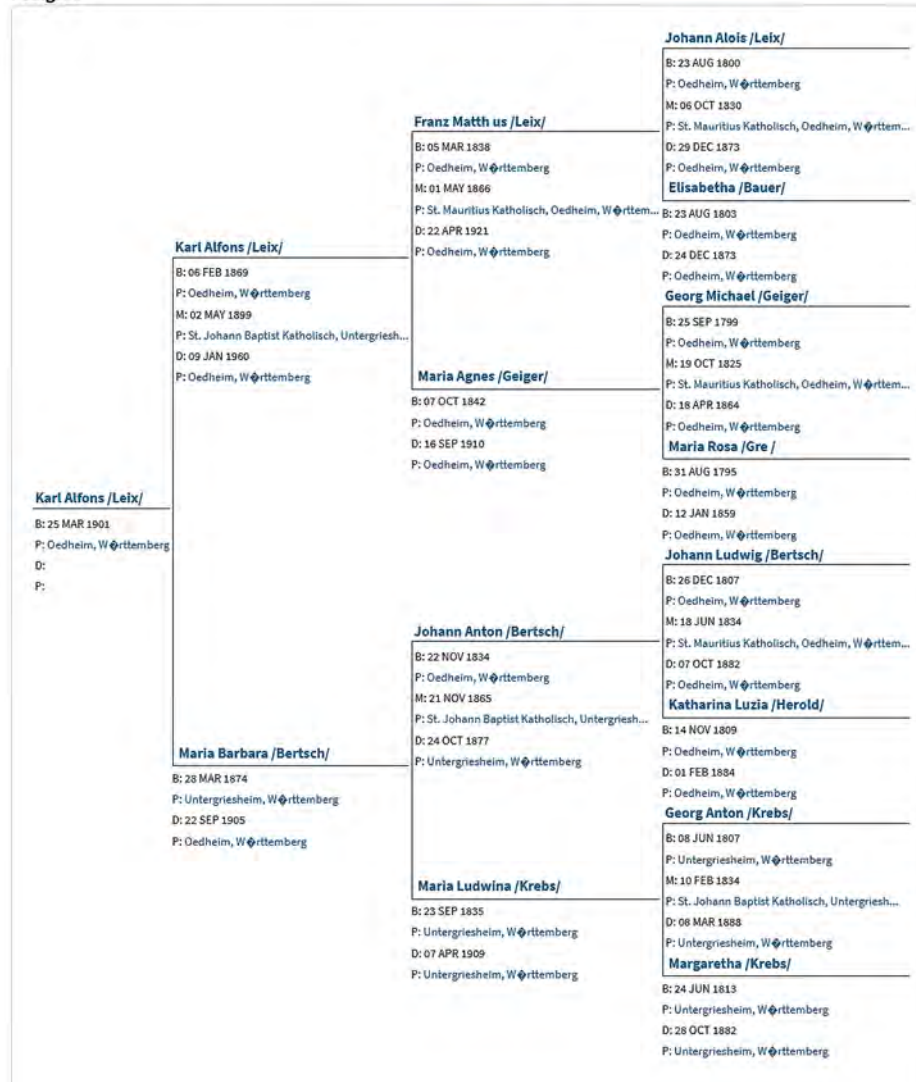 Karl Alfons /Leix/
B: 25 MAR 1901
P: Oedheim, W�rttemberg
D:
P:
Karl Alfons /Leix/
B: 06 FEB 1869
P: Oedheim, W�rttemberg
M: 02 MAY 1899
P: St. Johann Baptist Katholisch, Untergriesh...
D: 09 JAN 1960
P: Oedheim, W�rttemberg
Maria Barbara /Bertsch/
B: 28 MAR 1874
P: Untergriesheim, W�rttemberg
D: 22 SEP 1905
P: Oedheim, W�rttemberg
Franz Matth us /Leix/
B: 05 MAR 1838
P: Oedheim, W�rttemberg
M: 01 MAY 1866
P: St. Mauritius Katholisch, Oedheim, W�rttem...
D: 22 APR 1921
P: Oedheim, W�rttemberg
Maria Agnes /Geiger/
B: 07 OCT 1842
P: Oedheim, W�rttemberg
D: 16 SEP 1910
P: Oedheim, W�rttemberg
Johann Anton /Bertsch/
B: 22 NOV 1834
P: Oedheim, W�rttemberg
M: 21 NOV 1865
P: St. Johann Baptist Katholisch, Untergriesh...
D: 24 OCT 1877
P: Untergriesheim, W�rttemberg
Maria Ludwina /Krebs/
B: 23 SEP 1835
P: Untergriesheim, W�rttemberg
D: 07 APR 1909
P: Untergriesheim, W�rttemberg
Johann Alois /Leix/
B: 23 AUG 1800
P: Oedheim, W�rttemberg
M: 06 OCT 1830
P: St. Mauritius Katholisch, Oedheim, W�rttem...
D: 29 DEC 1873
P: Oedheim, W�rttemberg
Elisabetha /Bauer/
B: 23 AUG 1803
P: Oedheim, W�rttemberg
D: 24 DEC 1873
P: Oedheim, W�rttemberg
Georg Michael /Geiger/
B: 25 SEP 1799
P: Oedheim, W�rttemberg
M: 19 OCT 1825
P: St. Mauritius Katholisch, Oedheim, W�rttem...
D: 18 APR 1864
P: Oedheim, W�rttemberg
Maria Rosa /Gre /
B: 31 AUG 1795
P: Oedheim, W�rttemberg
D: 12 JAN 1859
P: Oedheim, W�rttemberg
Johann Ludwig /Bertsch/
B: 26 DEC 1807
P: Oedheim, W�rttemberg
M: 18 JUN 1834
P: St. Mauritius Katholisch, Oedheim, W�rttem...
D: 07 OCT 1882
P: Oedheim, W�rttemberg
Katharina Luzia /Herold/
B: 14 NOV 1809
P: Oedheim, W�rttemberg
D: 01 FEB 1884
P: Oedheim, W�rttemberg
Georg Anton /Krebs/
B: 08 JUN 1807
P: Untergriesheim, W�rttemberg
M: 10 FEB 1834
P: St. Johann Baptist Katholisch, Untergriesh...
D: 08 MAR 1888
P: Untergriesheim, W�rttemberg
Margaretha /Krebs/
B: 24 JUN 1813
P: Untergriesheim, W�rttemberg
D: 28 OCT 1882
P: Untergriesheim, W�rttemberg